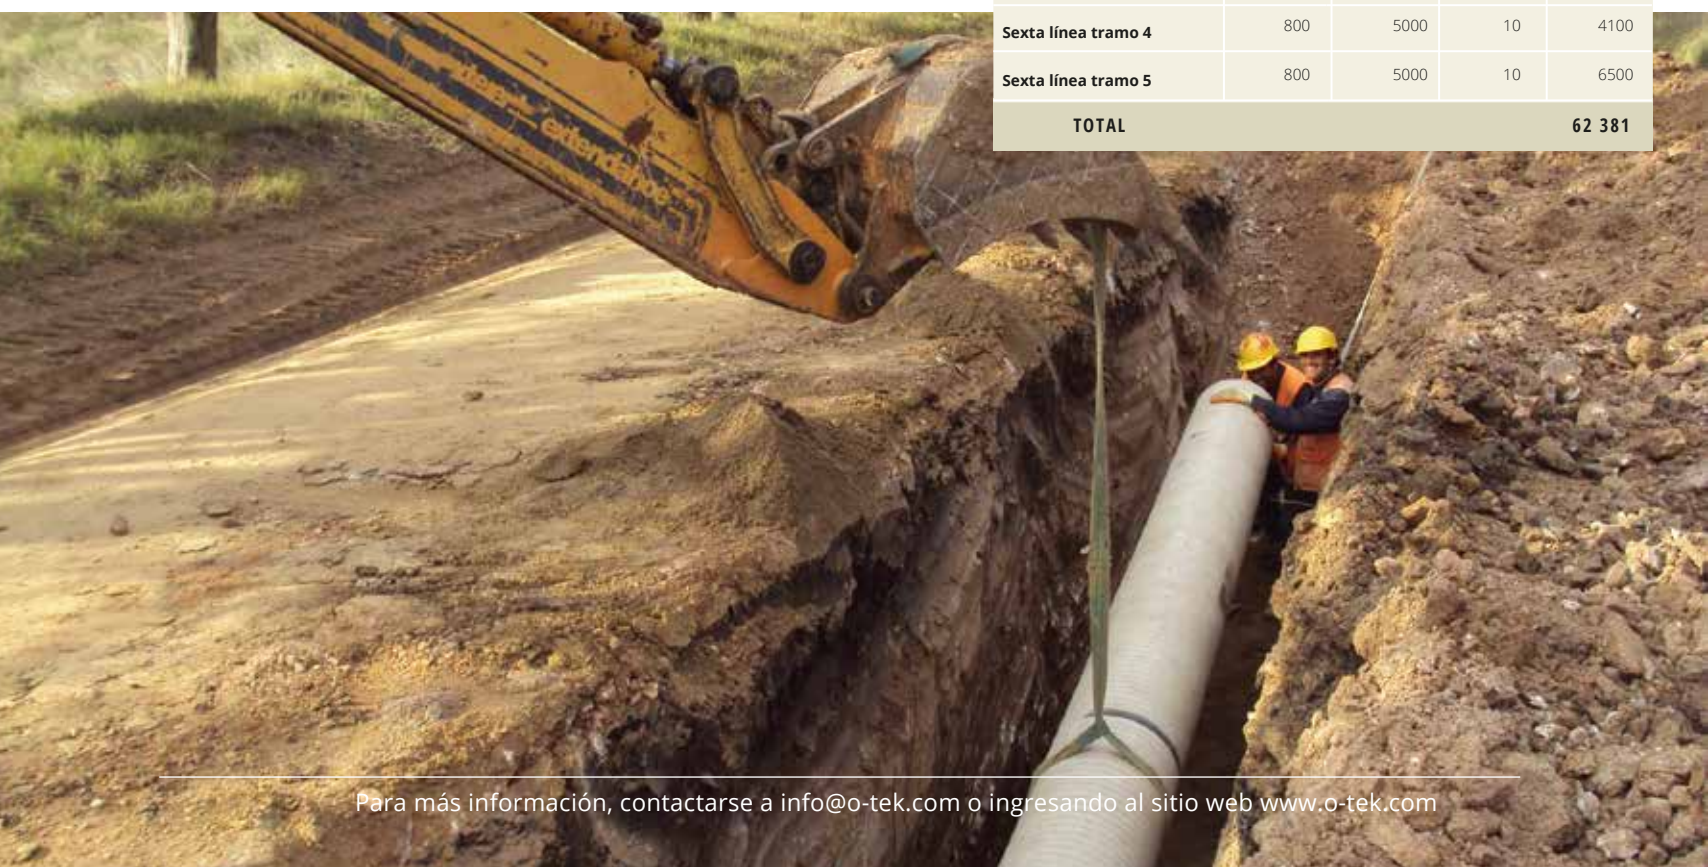 Sexta línea tramo 4 800 5000 10 4100
Sexta línea tramo 5 800 5000 10 6500
TOTAL 62 381
extendahoe
Para más información, contactarse a info@o-tek.com o ingresando al sitio web www.o-tek.com